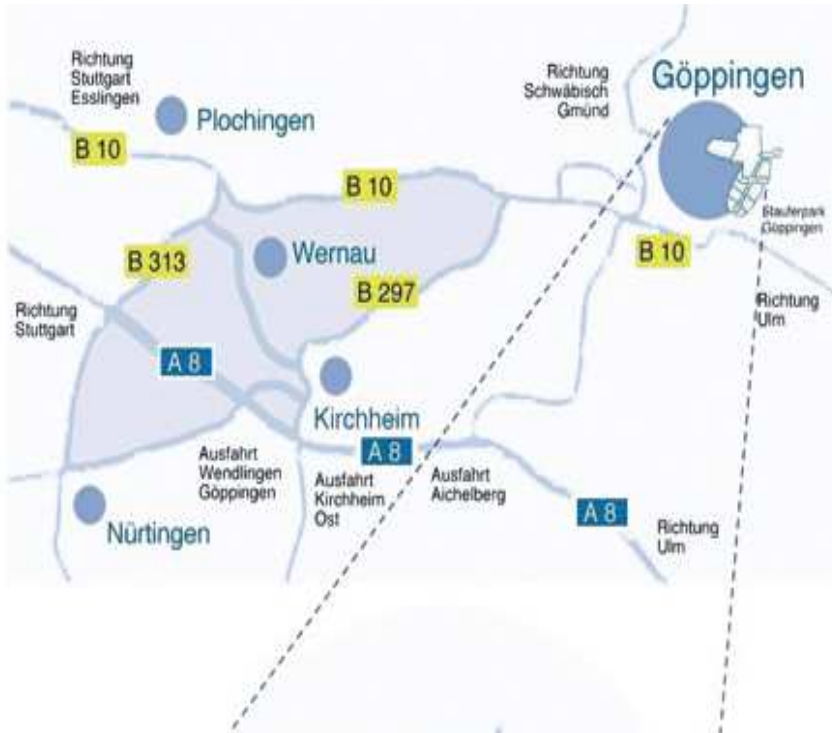 Richtung
Stuttgart
Esslingen
Plochingen
B 10
Richtung
Schwäbisch
Gmünd
Göppingen
B 10
Stauferpark
Göppingen
B 10
Wernau
B 313
B 297
Richtung
Ulm
Richtung
Stuttgart
A 8
Kirchheim
A 8
Ausfahrt
Wendlingen
Göppingen
Ausfahrt
Kirchheim
Ost
Ausfahrt
Aichelberg
Nürtingen
A 8
Richtung
Ulm